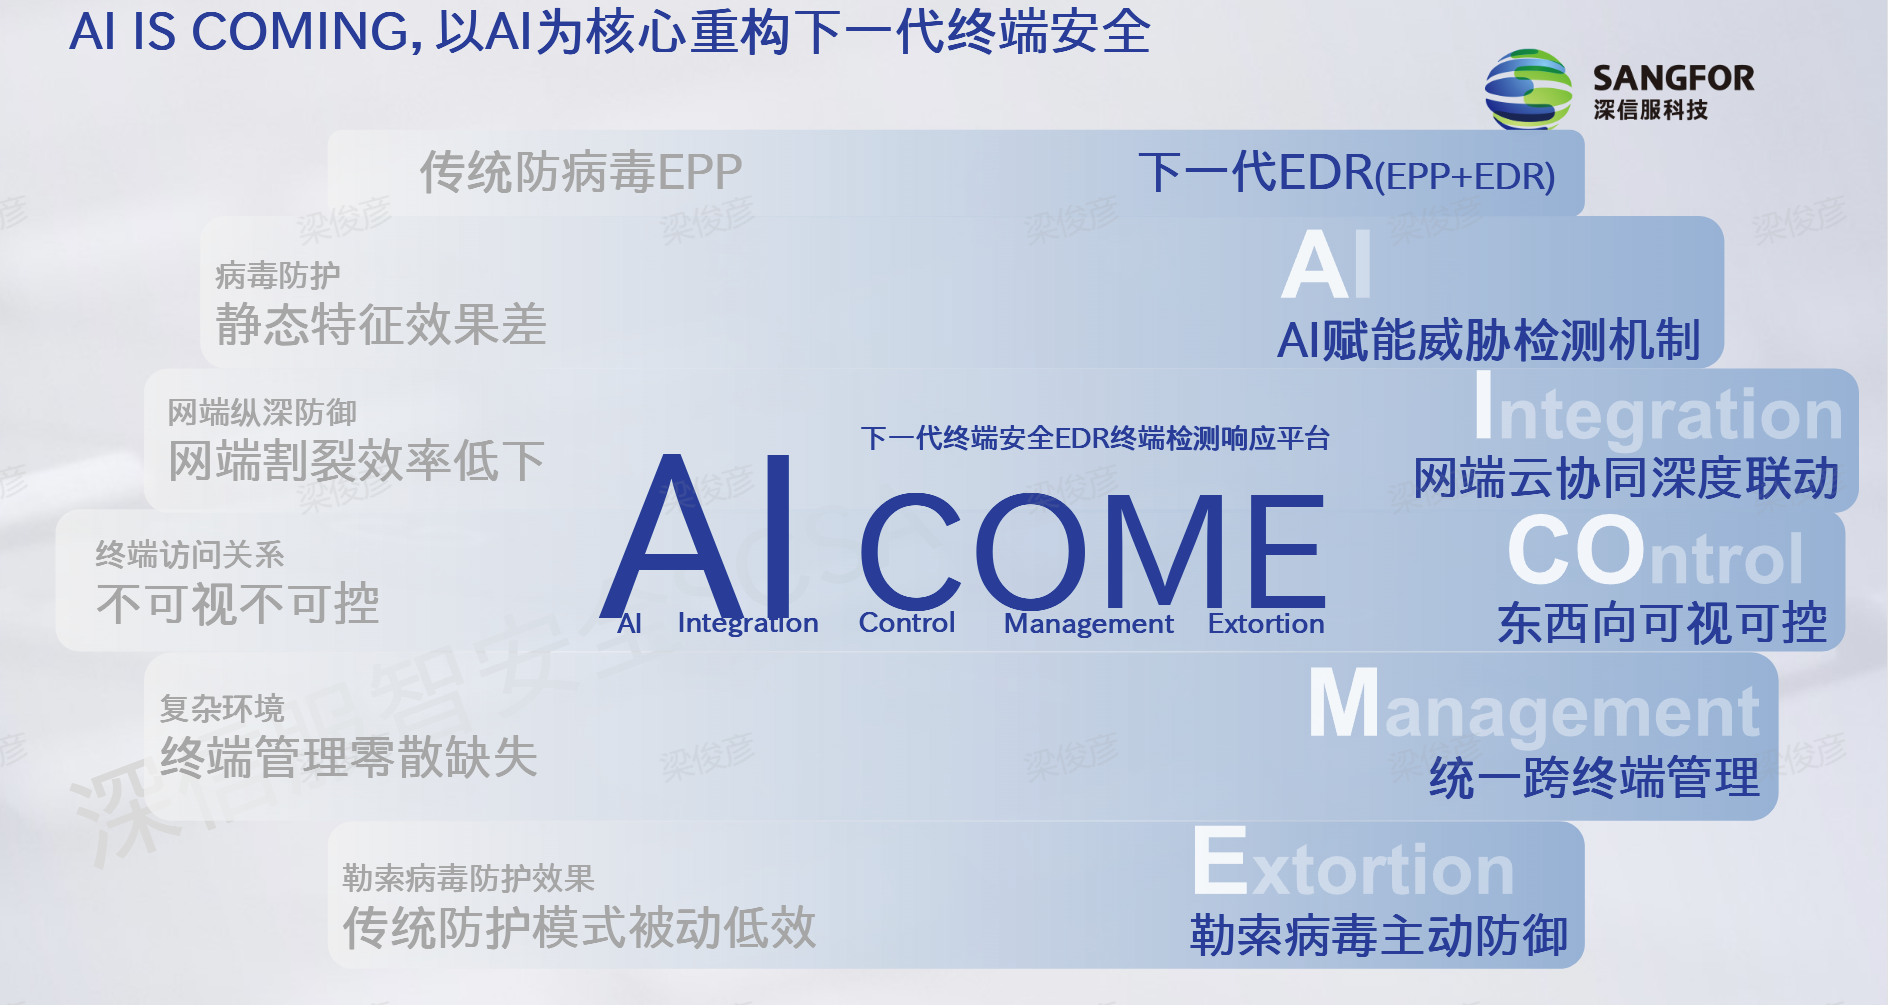 AI IS COMING, 以AI为核心重构下一代终端安全
SANGFOR
深信服科技
传统防病毒EPP
下一代EDR(EPP+EDR)
病毒防护
静态特征效果差
AI
AI赋能威胁检测机制
网端纵深防御
网端割裂效率低下
Integration
网端云协同深度联动
下一代终端安全EDR终端检测响应平台
AI COME
AI Integration Control Management Extortion
终端访问关系
不可视不可控
COntrol
东西向可视可控
复杂环境
终端管理零散缺失
Management
统一跨终端管理
勒索病毒防护效果
传统防护模式被动低效
Extortion
勒索病毒主动防御
梁俊彦
深信服智安全SCSA